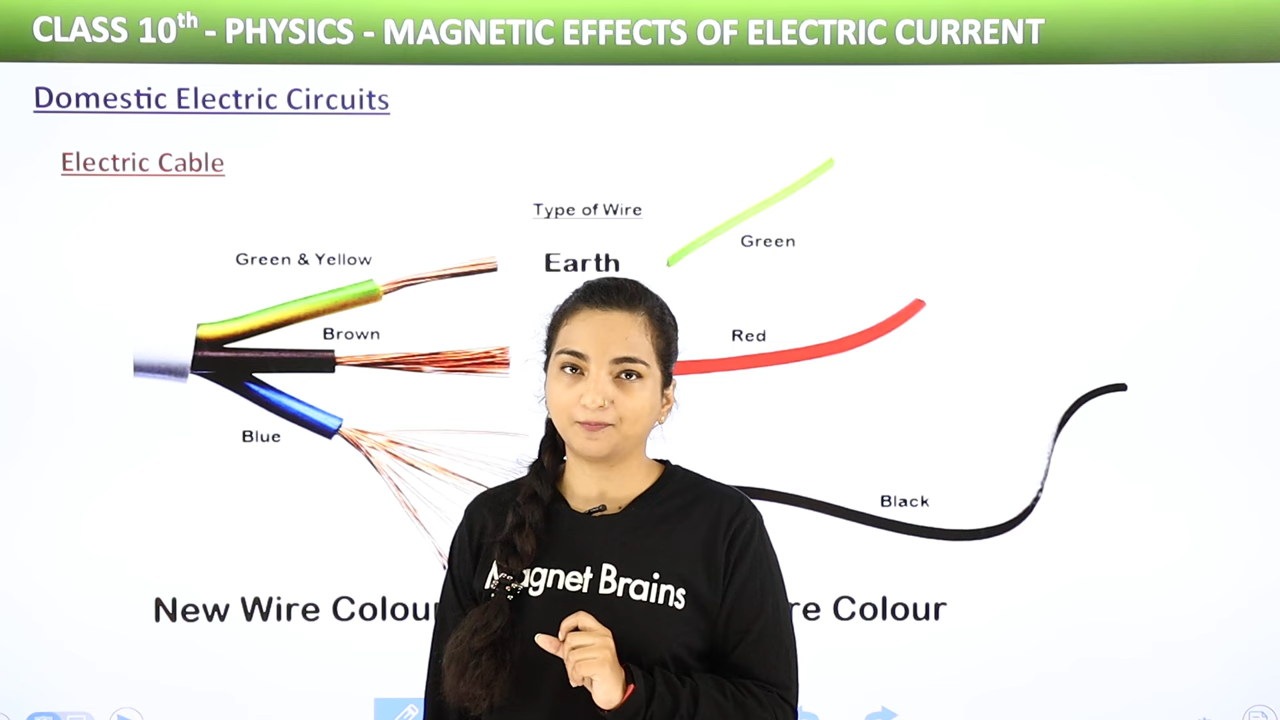 CLASS 10th - PHYSICS - MAGNETIC EFFECTS OF ELECTRIC CURRENT
Domestic Electric Circuits
Electric Cable
Type of Wire
Green & Yellow
Earth
Green
Brown
Red
Blue
Black
Magnet Brains
New Wire Colou
re Colour